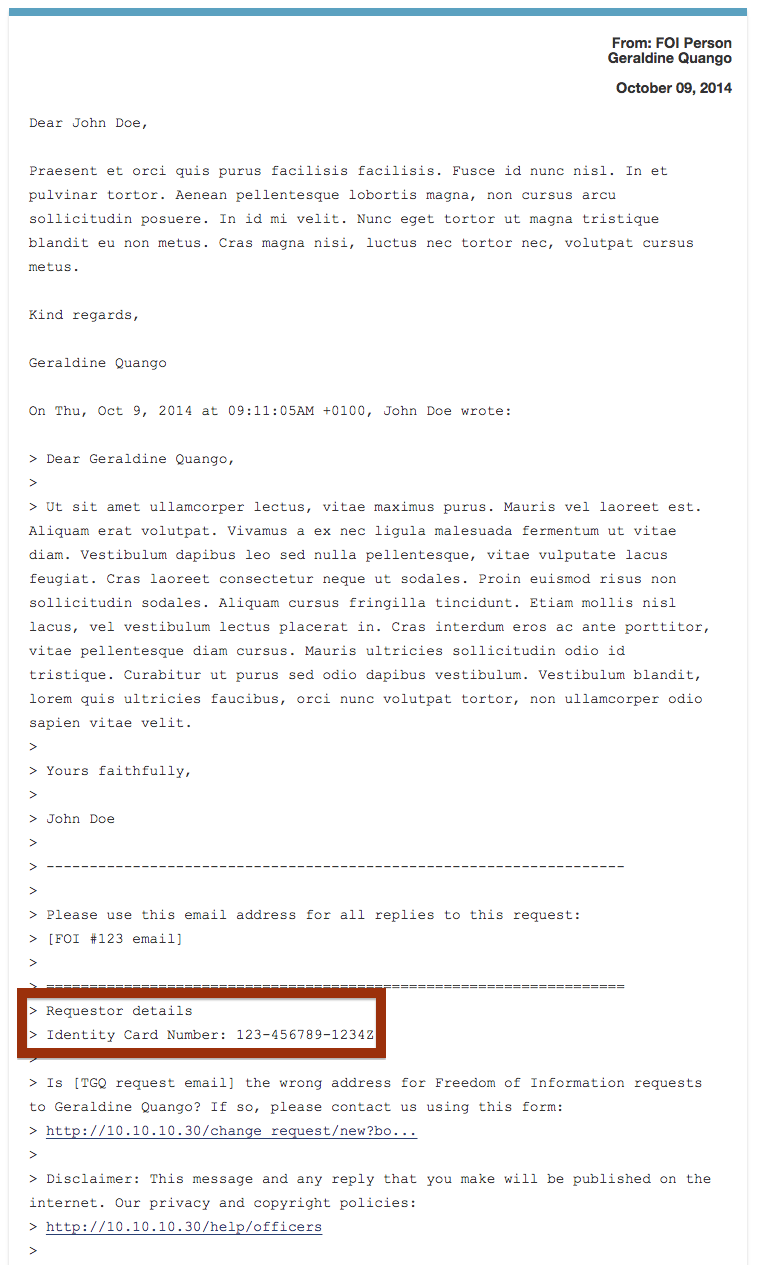 From: FOI Person
Geraldine Quango
October 09, 2014
Dear John Doe,
Praesent et orci quis purus facilisis facilisis. Fusce id nunc nisl. In et
pulvinar tortor. Aenean pellentesque lobortis magna, non cursus arcu
sollicitudin posuere. In id mi velit. Nunc eget tortor ut magna tristique
blandit eu non metus. Cras magna nisi, luctus nec tortor nec, volutpat cursus
metus.
Kind regards,
Geraldine Quango
On Thu, Oct 9, 2014 at 09:11:05AM +0100, John Doe wrote:
> Dear Geraldine Quango,
>
> Ut sit amet ullamcorper lectus, vitae maximus purus. Mauris vel laoreet est.
Aliquam erat volutpat. Vivamus a ex nec ligula malesuada fermentum ut vitae
diam. Vestibulum dapibus leo sed nulla pellentesque, vitae vulputate lacus
feugiat. Cras laoreet consectetur neque ut sodales. Proin euismod risus non
sollicitudin sodales. Aliquam cursus fringilla tincidunt. Etiam mollis nisl
lacus, vel vestibulum lectus placerat in. Cras interdum eros ac ante porttitor,
vitae pellentesque diam cursus. Mauris ultricies sollicitudin odio id
tristique. Curabitur ut purus sed odio dapibus vestibulum. Vestibulum blandit,
lorem quis ultricies faucibus, orci nunc volutpat tortor, non ullamcorper odio
sapien vitae velit.
>
> Yours faithfully,
>
> John Doe
>
> -------------------------------------------------------------------
>
> Please use this email address for all replies to this request:
> [FOI #123 email]
>
> ===================================================================
> Requestor details
> Identity Card Number: 123-456789-1234Z
>
> Is [TGQ request email] the wrong address for Freedom of Information requests
to Geraldine Quango? If so, please contact us using this form:
> http://10.10.10.30/change_request/new?bo...
>
> Disclaimer: This message and any reply that you make will be published on the
internet. Our privacy and copyright policies:
> http://10.10.10.30/help/officers
>